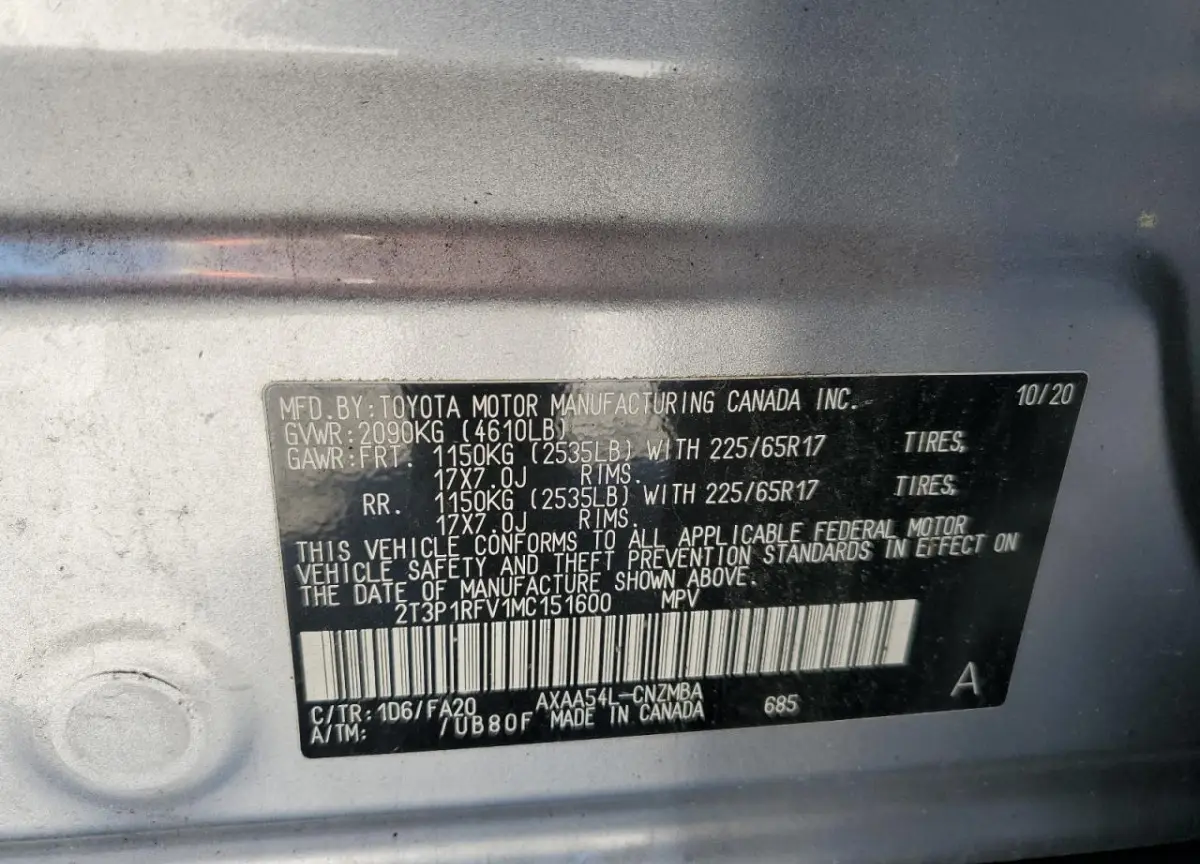 MFD.BY:TOYOTA MOTOR MANUFACTURING CANADA INC. 10/20
GVWR:2090KG (4610LB)
GAWR:FRT. 1150KG (2535LB) WITH 225/65R17 TIRES,
17X7.0J RIMS.
RR. 1150KG (2535LB) WITH 225/65R17 TIRES,
17X7.0J RIMS.
THIS VEHICLE CONFORMS TO ALL APPLICABLE FEDERAL MOTOR
VEHICLE SAFETY AND THEFT PREVENTION STANDARDS IN EFFECT ON
THE DATE OF MANUFACTURE SHOWN ABOVE.
2T3P1RFV1MC151600 MPV
C/TR:1D6/FA20 AXAA54L-CNZMBA 685 A
A/TM: /UB80F MADE IN CANADA